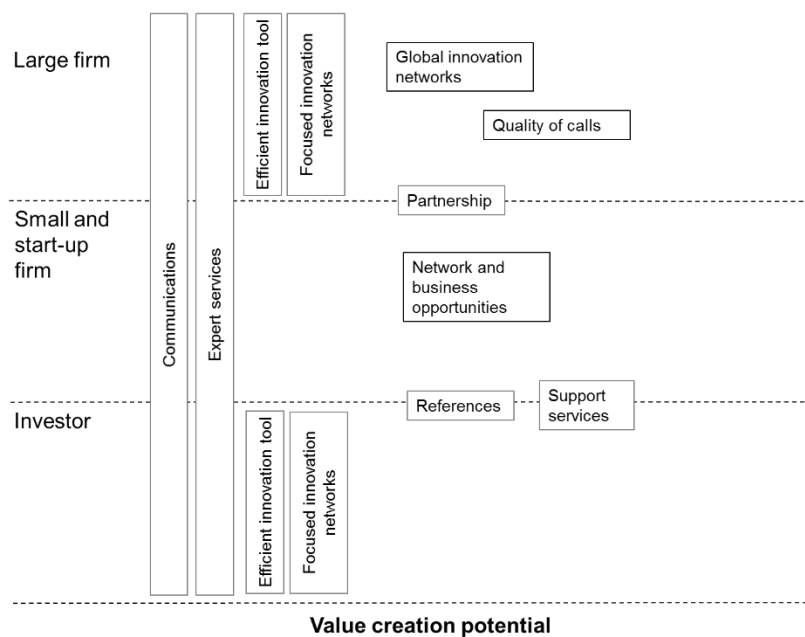 Large firm
Communications
Expert services
Efficient innovation tool
Focused innovation
networks
Global innovation
networks
Quality of calls
Partnership
Small and
start-up
firm
Network and
business
opportunities
References
Support
services
Investor
Efficient innovation tool
Focused innovation
networks
Value creation potential